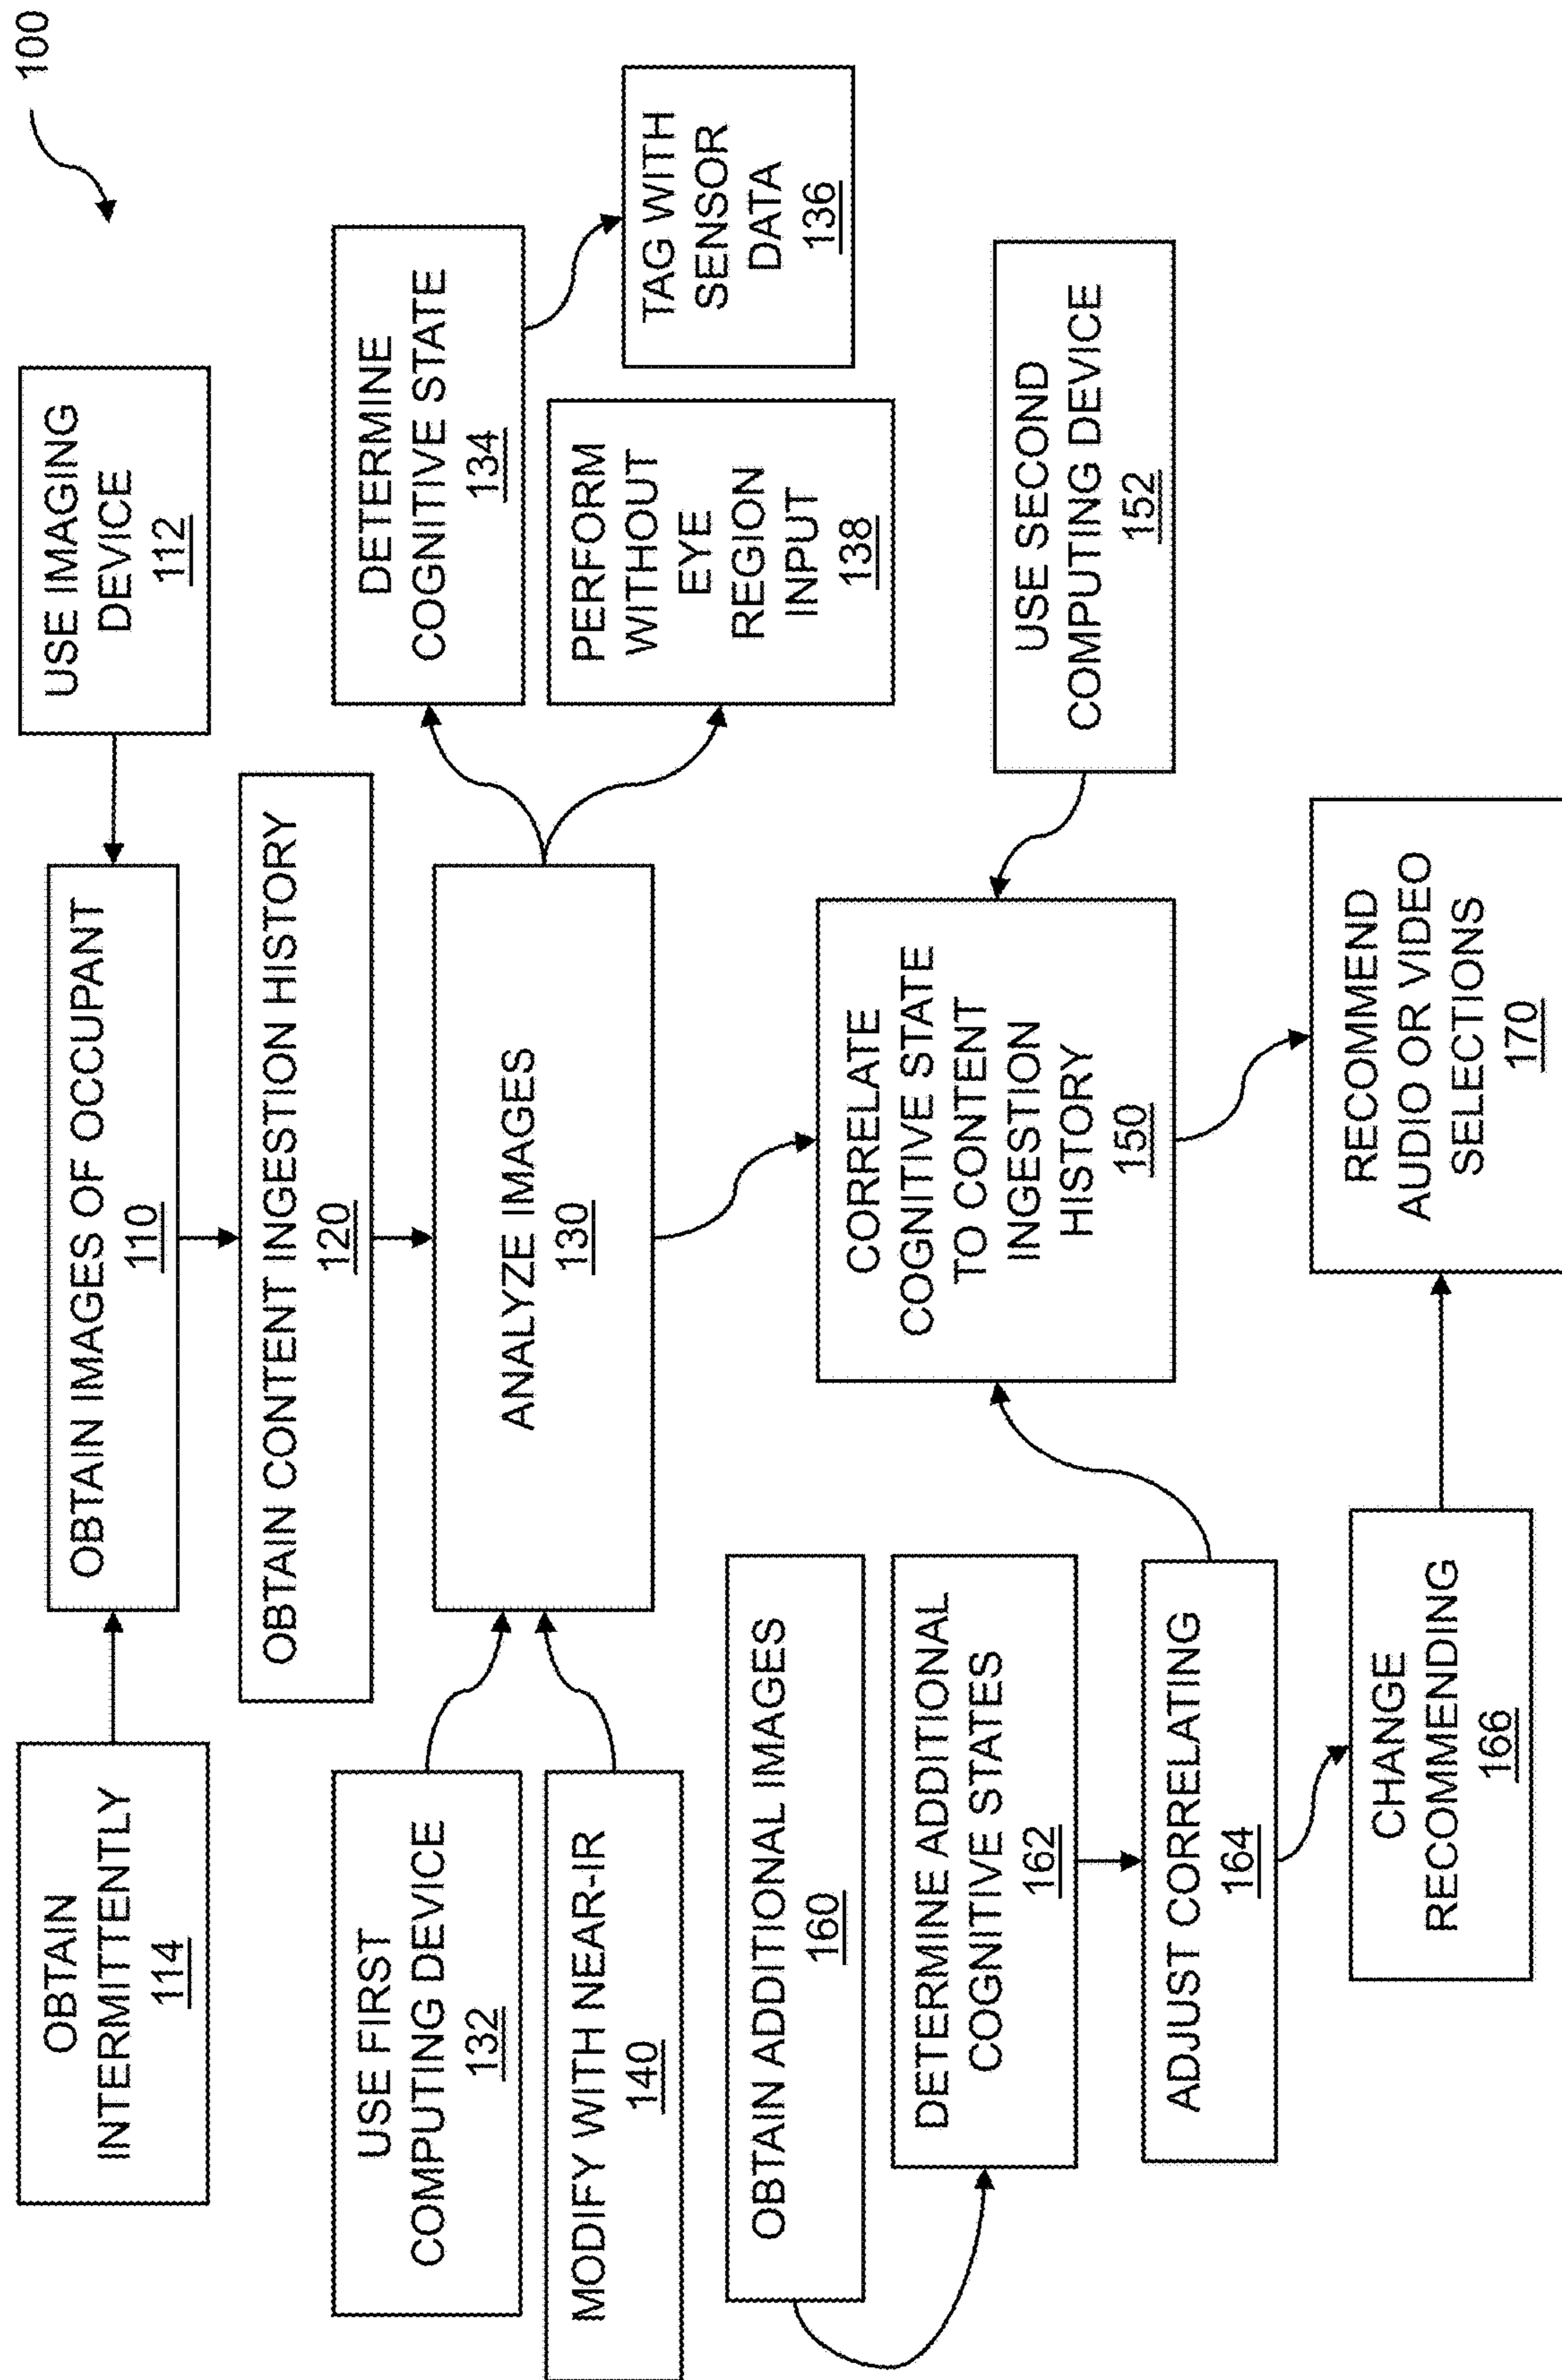 100
OBTAIN
INTERMITTENTLY
114
OBTAIN IMAGES OF OCCUPANT
110
USE IMAGING
DEVICE
112
OBTAIN CONTENT INGESTION HISTORY
120
USE FIRST
COMPUTING DEVICE
132
MODIFY WITH NEAR-IR
140
ANALYZE IMAGES
130
DETERMINE
COGNITIVE STATE
134
PERFORM
WITHOUT
EYE
REGION
INPUT
138
TAG WITH
SENSOR
DATA
136
OBTAIN ADDITIONAL IMAGES
160
DETERMINE ADDITIONAL
COGNITIVE STATES
162
ADJUST CORRELATING
164
CORRELATE
COGNITIVE STATE
TO CONTENT
INGESTION
HISTORY
150
USE SECOND
COMPUTING DEVICE
152
CHANGE
RECOMMENDING
166
RECOMMEND
AUDIO OR VIDEO
SELECTIONS
170